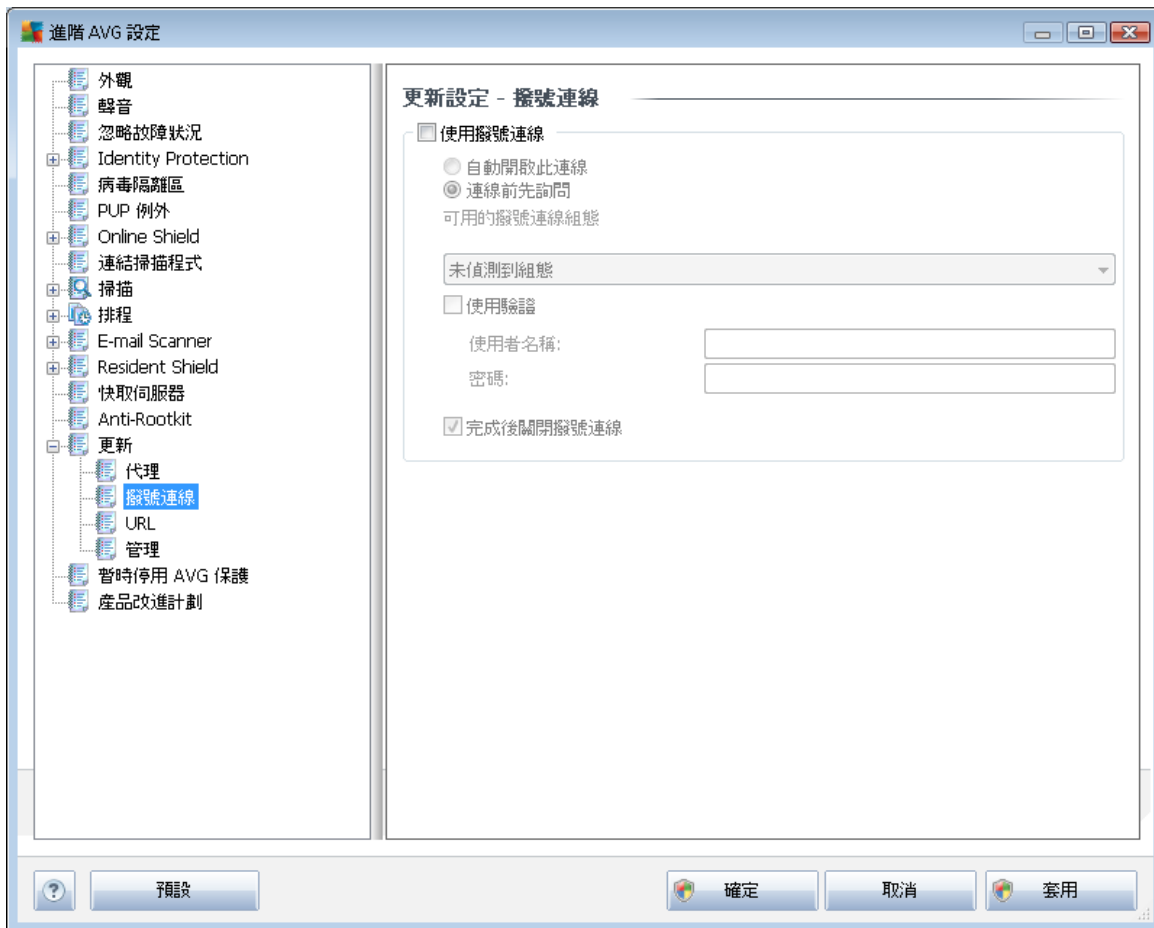 進階 AVG 設定
外觀
聲音
忽略故障狀況
Identity Protection
病毒隔離區
PUP 例外
Online Shield
連結掃描程式
掃描
排程
E-mail Scanner
Resident Shield
快取伺服器
Anti-Rootkit
更新
代理
撥號連線
URL
管理
暫時停用 AVG 保護
產品改進計劃
更新設定 - 撥號連線
使用撥號連線
自動開啟此連線
連線前先詢問
可用的撥號連線組態
未偵測到組態
使用驗證
使用者名稱:
密碼:
完成後關閉撥號連線
?
預設
確定
取消
套用